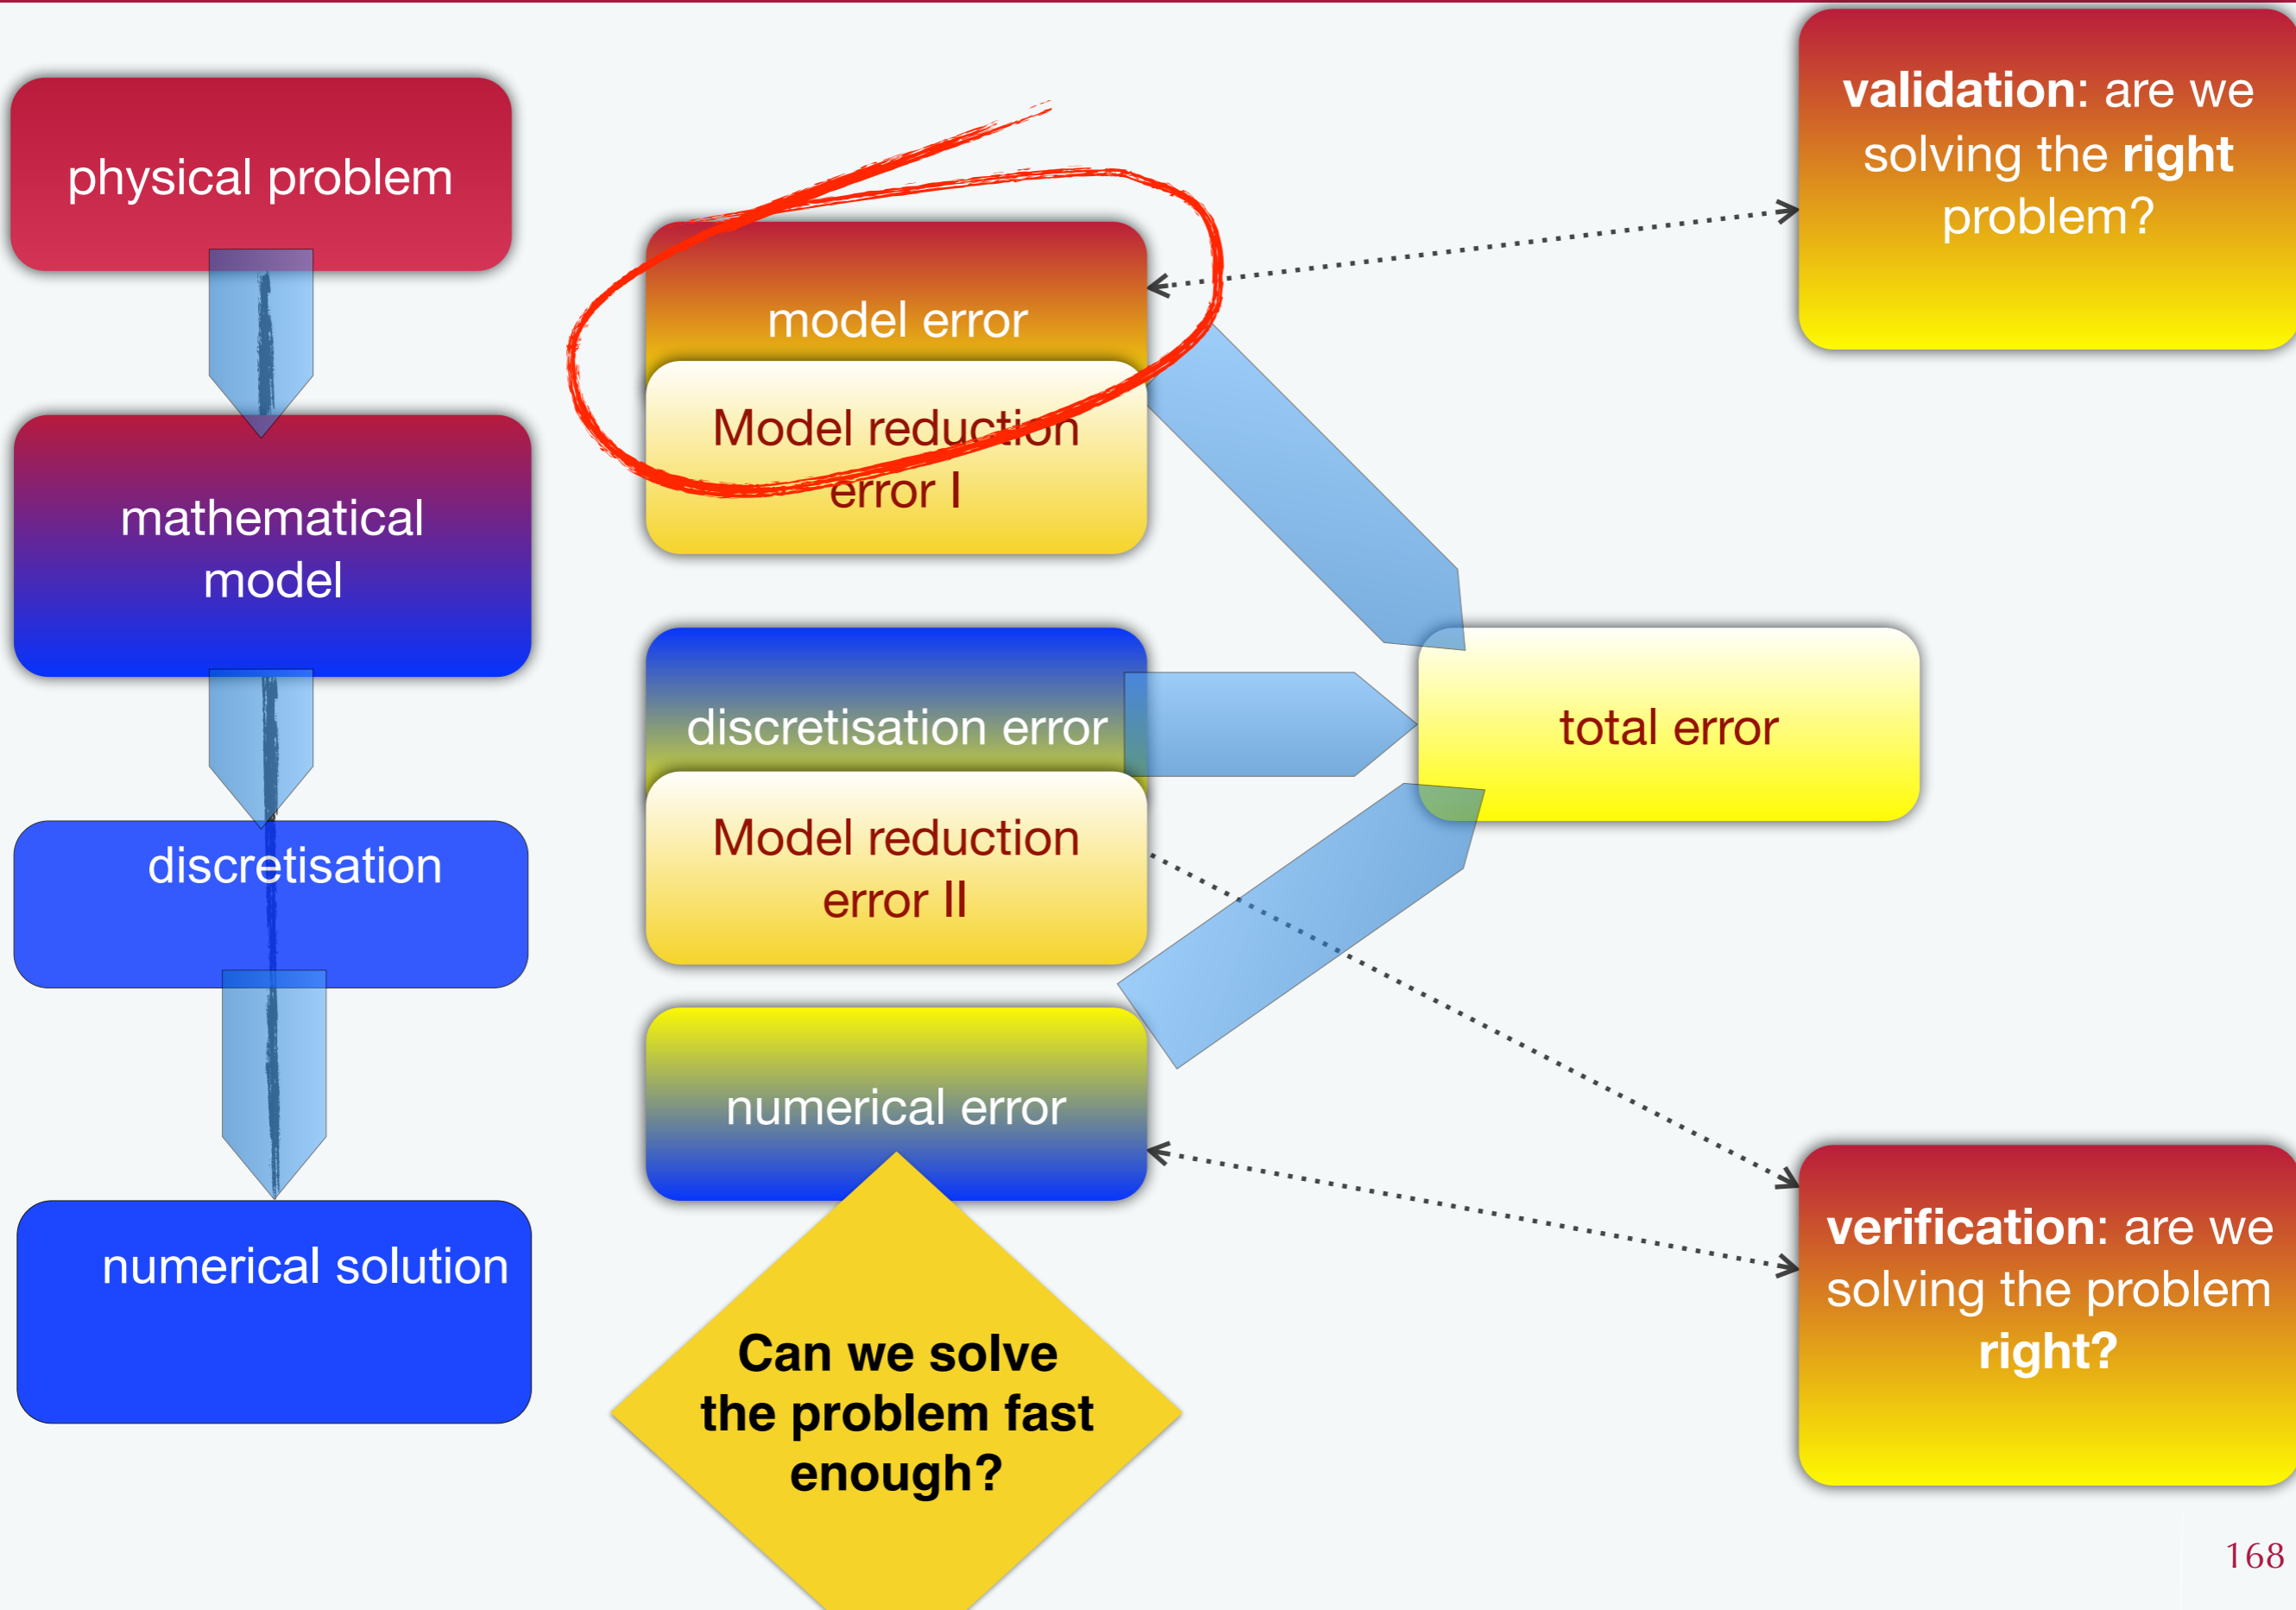 physical problem
mathematical
model
discretisation
numerical solution
model error
Model reduction
error I
discretisation error
Model reduction
error II
numerical error
Can we solve
the problem fast
enough?
total error
validation: are we
solving the right
problem?
verification: are we
solving the problem
right?
168